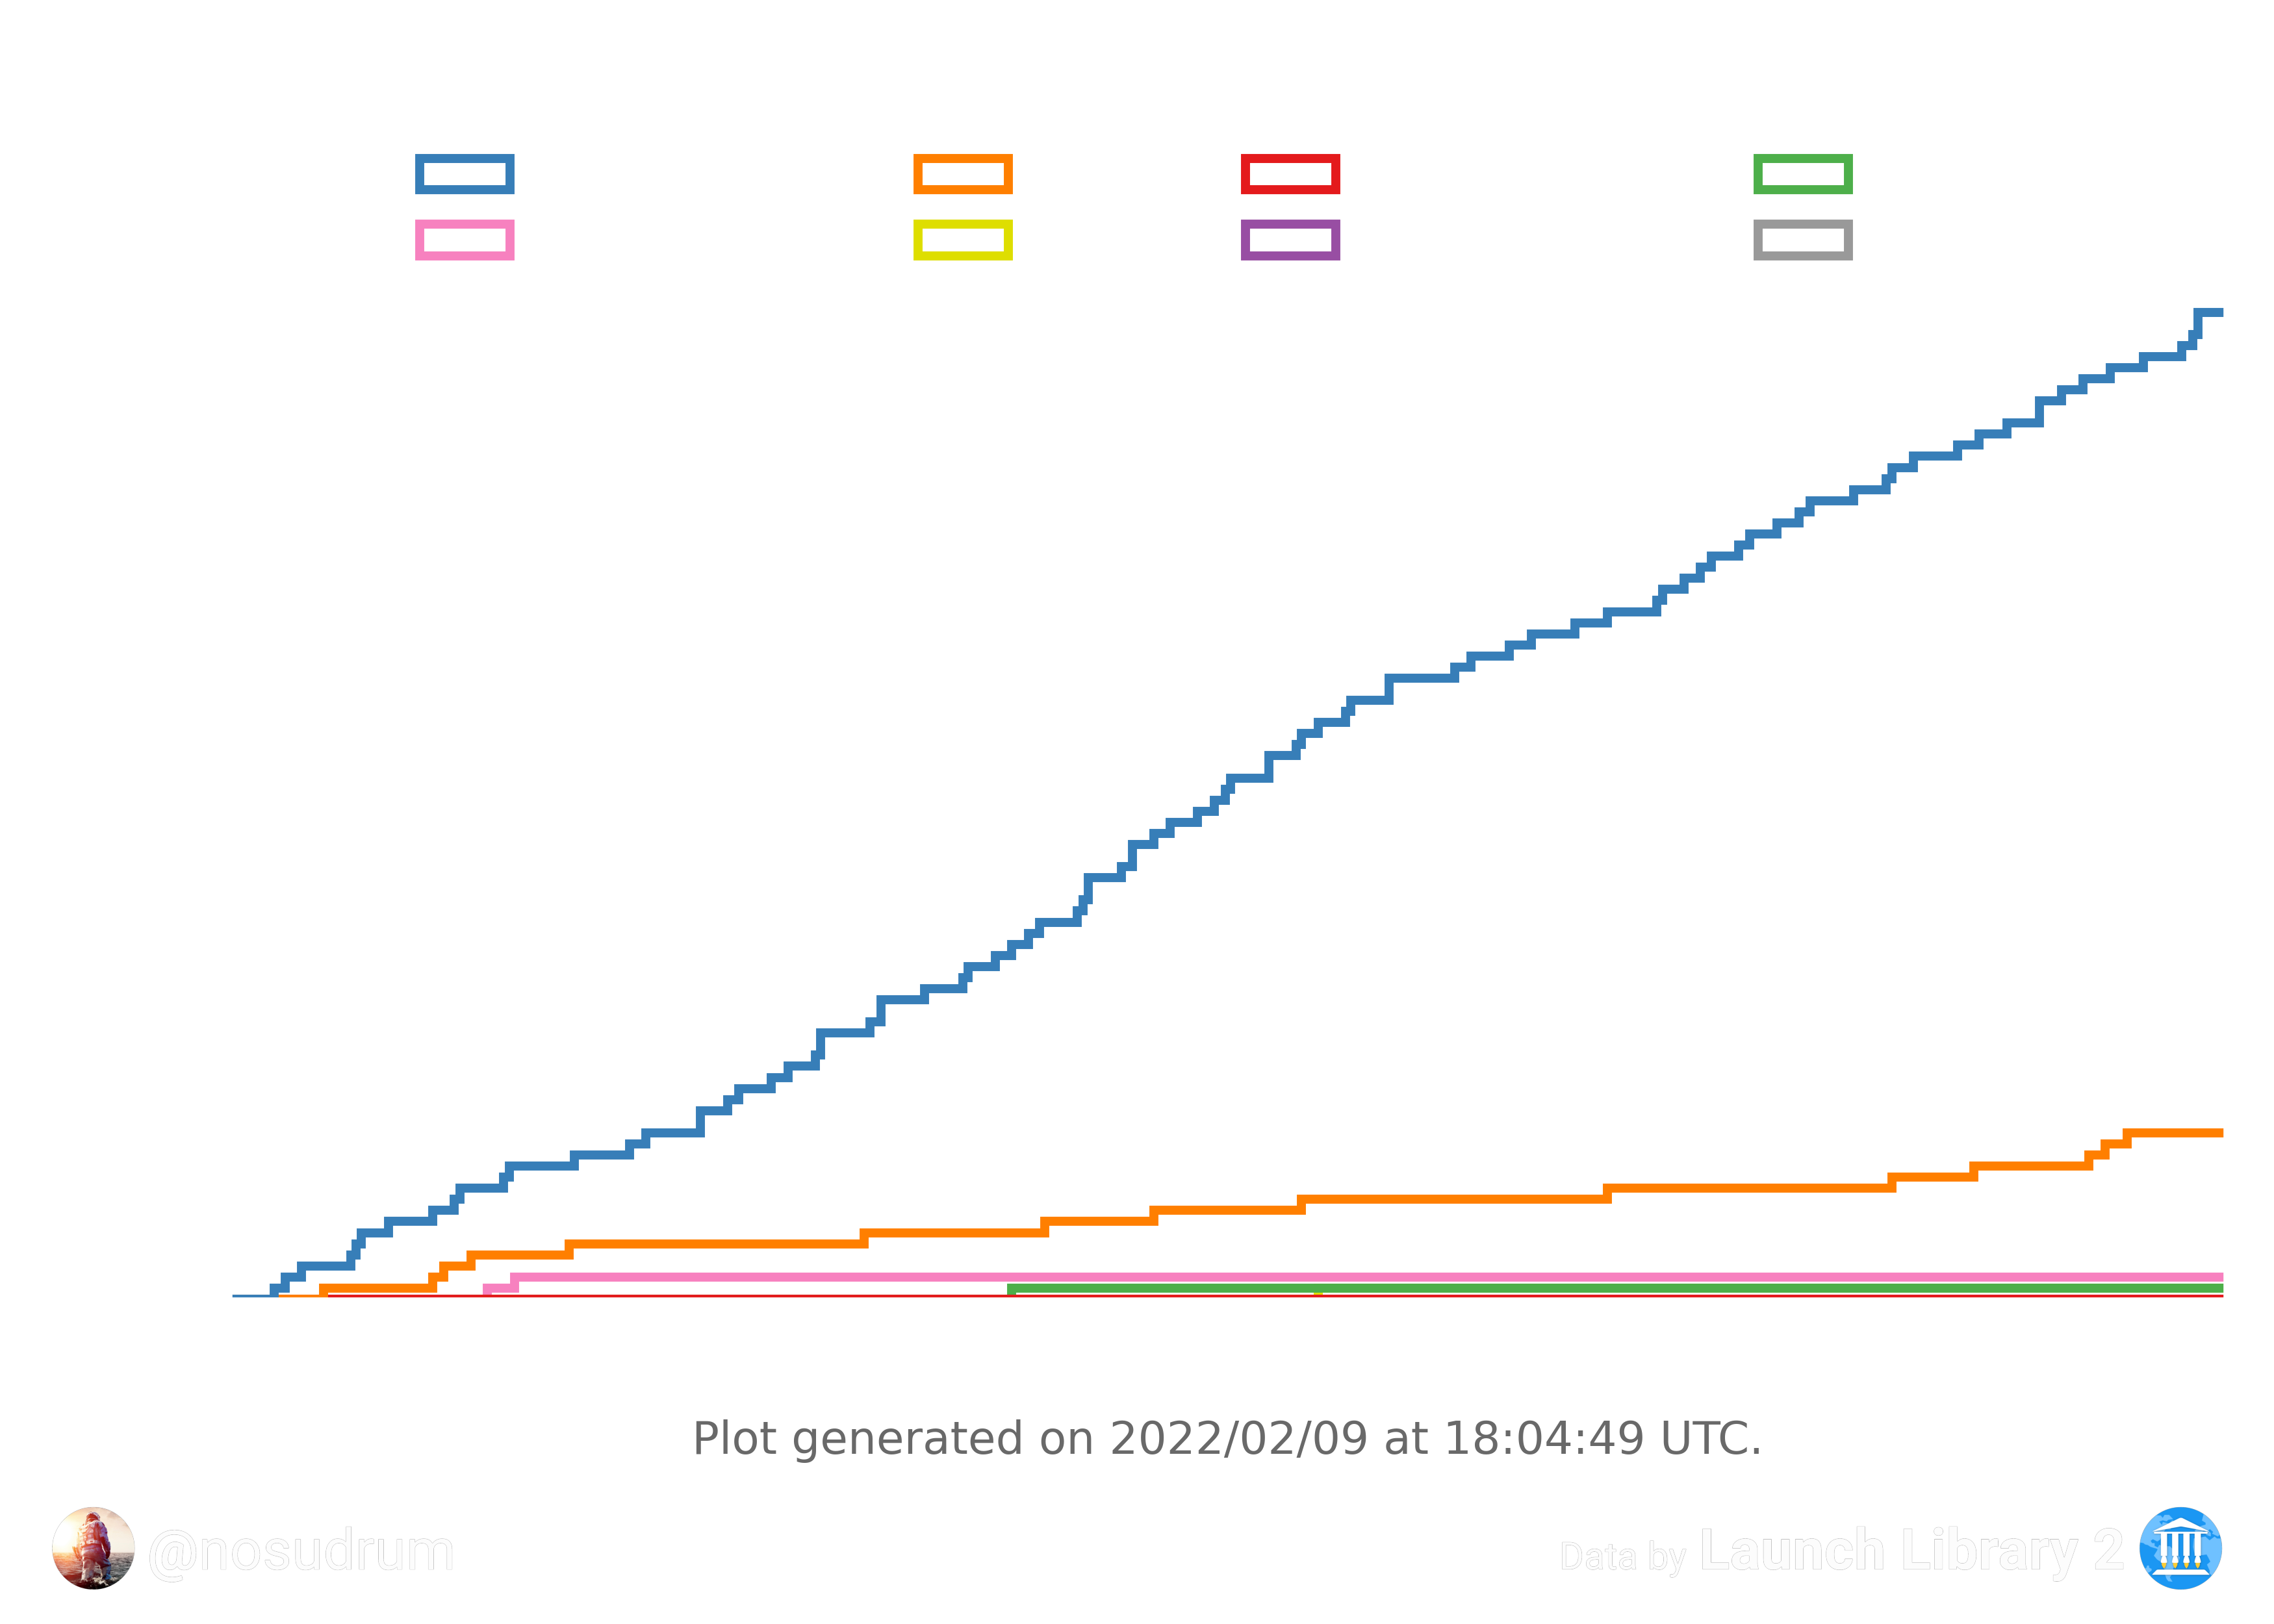 Plot generated on 2022/02/09 at 18:04:49 UTC.
@nosudrum
Data by Launch Library 2